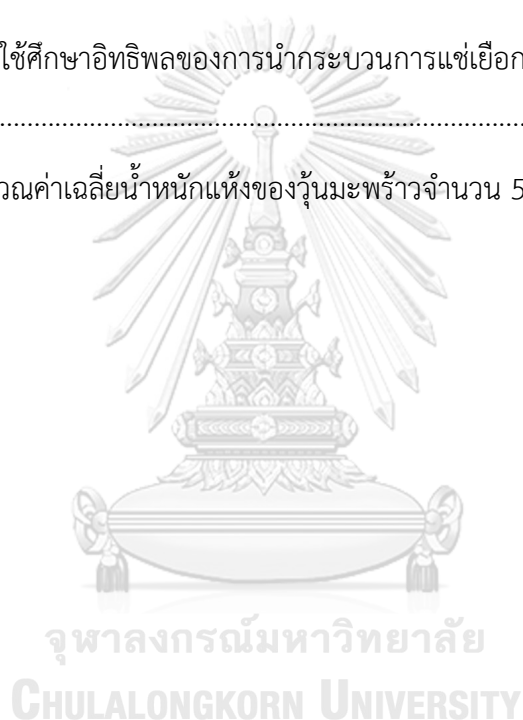 ใช้ศึกษาอิทธิพลของการนำกระบวนการแช่เยือก
................................................................................
วณค่าเฉลี่ยน้ำหนักแห้งของวุ้นมะพร้าวจำนวน 5
จุฬาลงกรณ์มหาวิทยาลัย
CHULALONGKORN UNIVERSITY